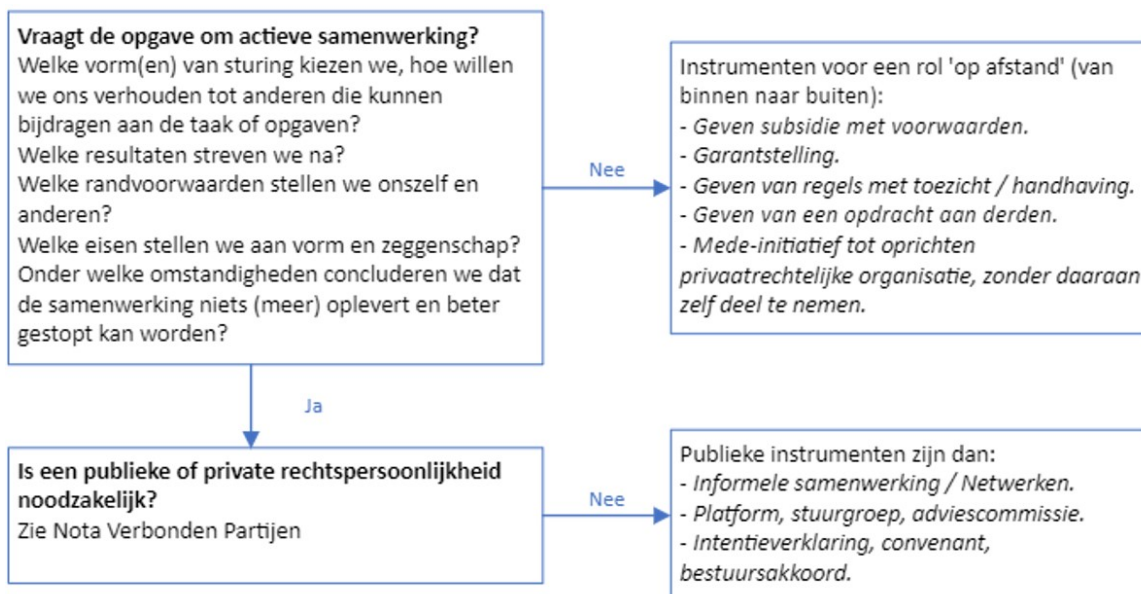 Vraagt de opgave om actieve samenwerking?
Welke vorm(en) van sturing kiezen we, hoe willen
we ons verhouden tot anderen die kunnen
bijdragen aan de taak of opgaven?
Welke resultaten streven we na?
Welke randvoorwaarden stellen we onszelf en
anderen?
Welke eisen stellen we aan vorm en zeggenschap?
Onder welke omstandigheden concluderen we dat
de samenwerking niets (meer) oplevert en beter
gestopt kan worden?
Nee
Instrumenten voor een rol 'op afstand' (van
binnen naar buiten):
- Geven subsidie met voorwaarden.
- Garantstelling.
- Geven van regels met toezicht / handhaving.
- Geven van een opdracht aan derden.
- Mede-initiatief tot oprichten
privaatrechtelijke organisatie, zonder daaraan
zelf deel te nemen.
Ja
Is een publieke of private rechtspersoonlijkheid
noodzakelijk?
Zie Nota Verbonden Partijen
Nee
Publieke instrumenten zijn dan:
- Informele samenwerking / Netwerken.
- Platform, stuurgroep, adviescommissie.
- Intentieverklaring, convenant,
bestuursakkoord.